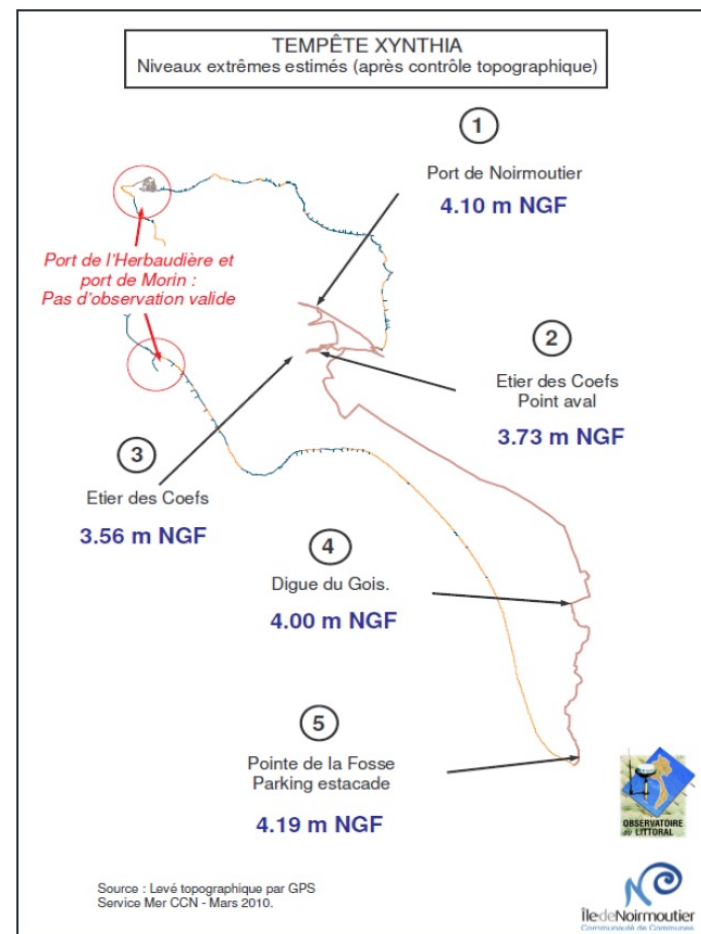 TEMPÊTE XYNTHIA
Niveaux extrêmes estimés (après contrôle topographique)
1
Port de Noirmoutier
4.10 m NGF
Port de l'Herbaudière et
port de Morin :
Pas d'observation valide
2
Etier des Coefs
Point aval
3.73 m NGF
3
Etier des Coefs
3.56 m NGF
4
Digue du Gois.
4.00 m NGF
5
Pointe de la Fosse
Parking estacade
4.19 m NGF
OBSERVATOIRE
du LITTORAL
Source : Levé topographique par GPS
Service Mer CCN - Mars 2010.
ÎledeNoirmoutier
Communauté de Communes